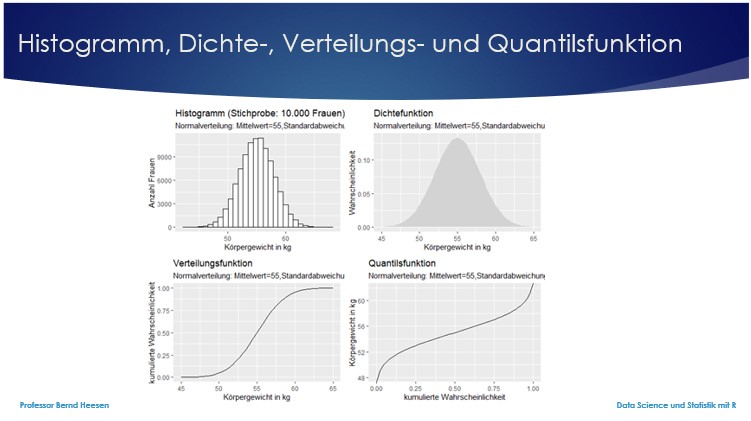 Histogramm, Dichte-, Verteilungs- und Quantilsfunktion
Histogramm (Stichprobe: 10.000 Frauen)
Normalverteilung: Mittelwert=55,Standardabweichu
Anzahl Frauen
9000
6000
3000
0
50 60
Körpergewicht in kg
Dichtefunktion
Normalverteilung: Mittelwert=55,Standardabweichu
Wahrscheinlichkeit
0.10
0.05
0.00
45 50 55 60 65
Körpergewicht in kg
Verteilungsfunktion
Normalverteilung: Mittelwert=55,Standardabweichu
kumulierte Wahrscheinlichkeit
1.00
0.75
0.50
0.25
0.00
45 50 55 60 65
Körpergewicht in kg
Quantilsfunktion
Normalverteilung: Mittelwert=55,Standardabweichung
Körpergewicht in kg
60
56
52
48
0.00 0.25 0.50 0.75 1.00
kumulierte Wahrscheinlichkeit
Professor Bernd Heesen
Data Science und Statistik mit R